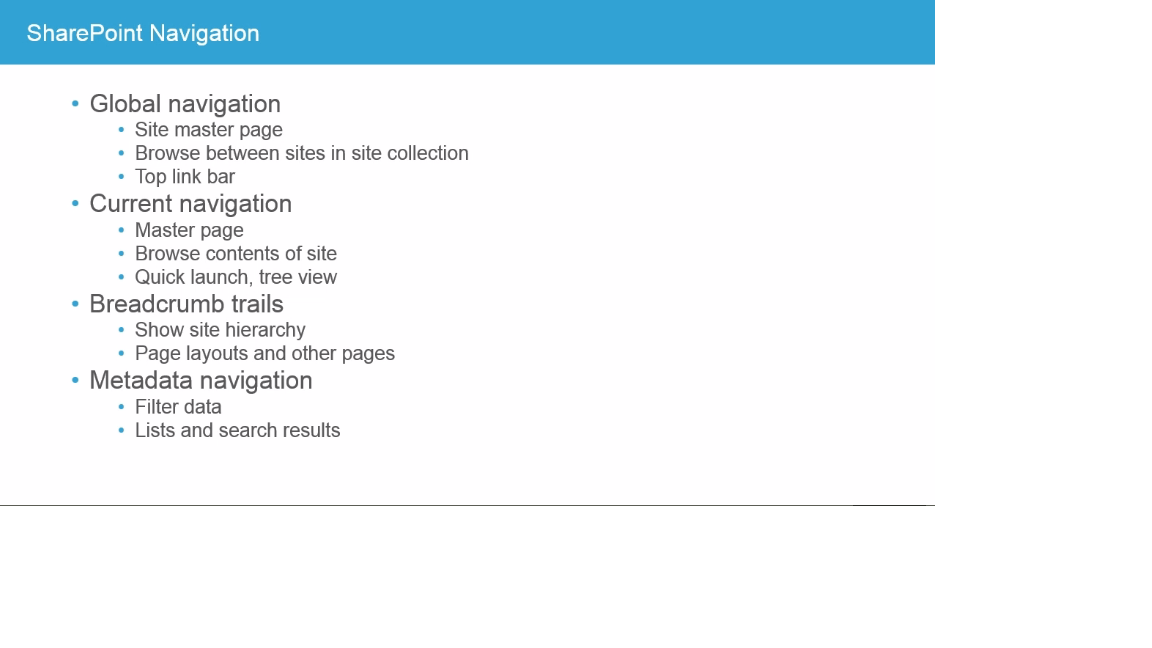 SharePoint Navigation
• Global navigation
• Site master page
• Browse between sites in site collection
• Top link bar
• Current navigation
• Master page
• Browse contents of site
• Quick launch, tree view
• Breadcrumb trails
• Show site hierarchy
• Page layouts and other pages
• Metadata navigation
• Filter data
• Lists and search results